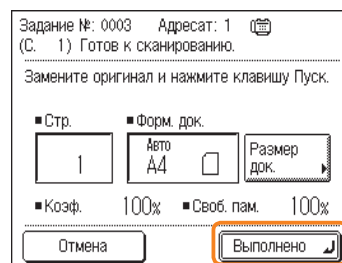 Задание №: 0003 Адресат: 1
(С. 1) Готов к сканированию.
Замените оригинал и нажмите клавишу Пуск.
■Стр. ■Форм. док.
1 Авто A4 Размер док.
■Коэф. 100% ■Своб. пам. 100%
Отмена Выполнено